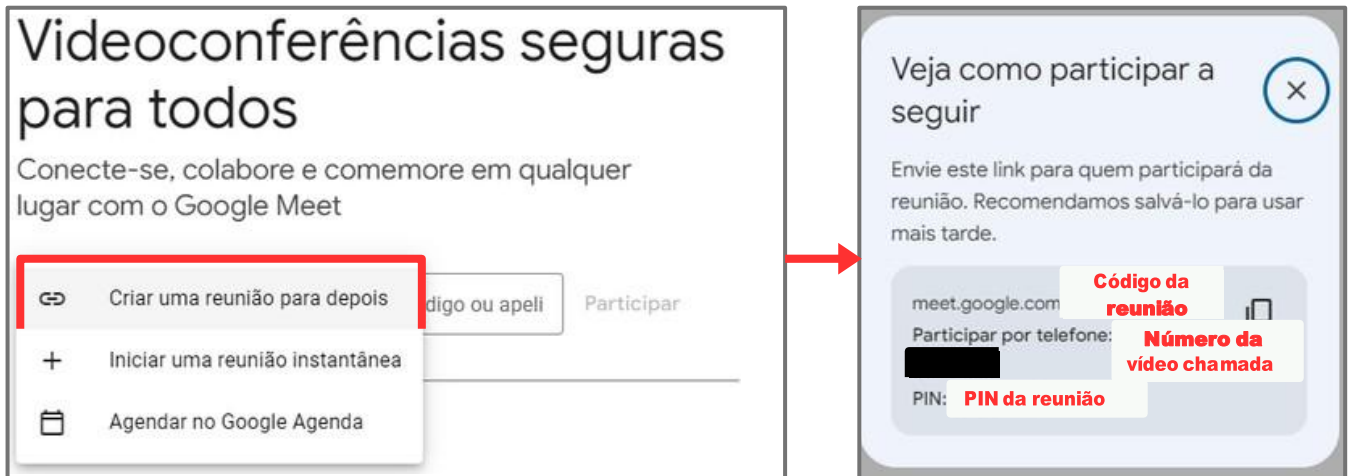 Videoconferências seguras
para todos
Conecte-se, colabore e comemore em qualquer
lugar com o Google Meet
Criar uma reunião para depois
digo ou apeli
Participar
Iniciar uma reunião instantânea
Agendar no Google Agenda
Veja como participar a
seguir
Envie este link para quem participará da
reunião. Recomendamos salvá-lo para usar
mais tarde.
meet.google.com
Código da
reunião
Participar por telefone:
Número da
vídeo chamada
PIN:
PIN da reunião